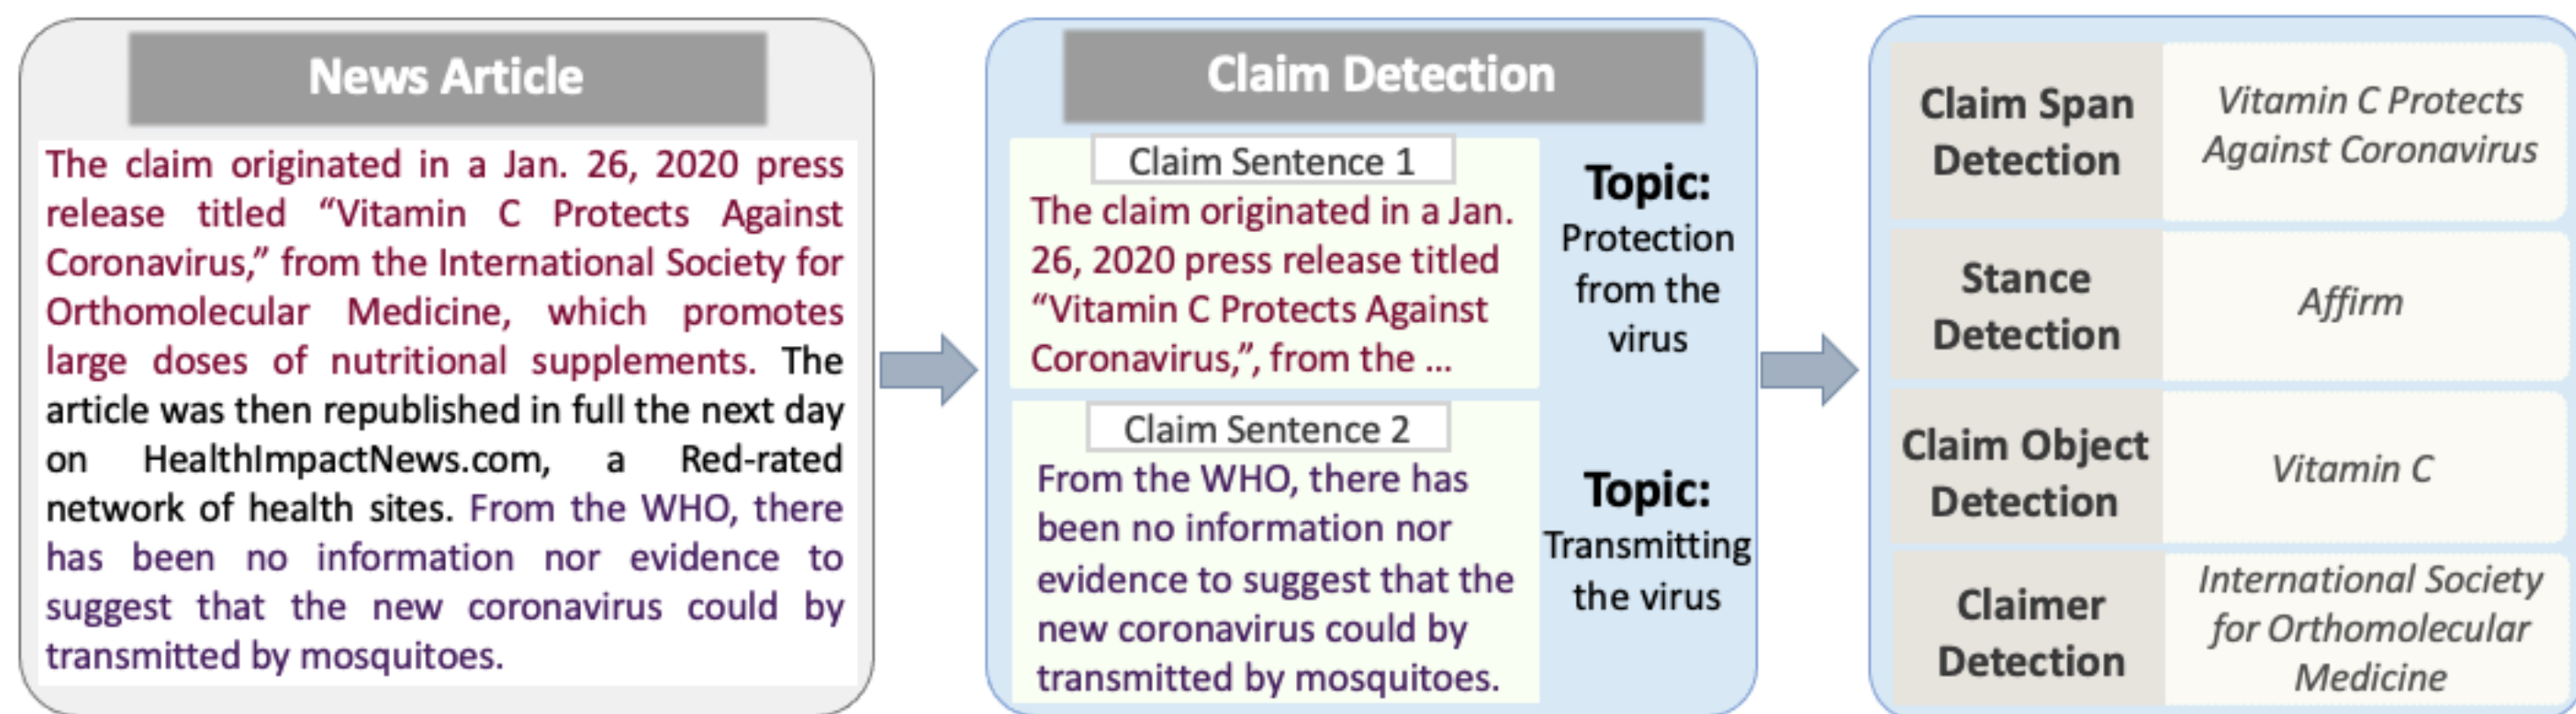 News Article
The claim originated in a Jan. 26, 2020 press
release titled “Vitamin C Protects Against
Coronavirus,” from the International Society for
Orthomolecular Medicine, which promotes
large doses of nutritional supplements. The
article was then republished in full the next day
on HealthImpactNews.com, a Red-rated
network of health sites. From the WHO, there
has been no information nor evidence to
suggest that the new coronavirus could by
transmitted by mosquitoes.
Claim Detection
Claim Sentence 1
The claim originated in a Jan.
26, 2020 press release titled
“Vitamin C Protects Against
Coronavirus,”, from the ...
Topic:
Protection
from the
virus
Claim Sentence 2
From the WHO, there has
been no information nor
evidence to suggest that the
new coronavirus could by
transmitted by mosquitoes.
Topic:
Transmitting
the virus
Claim Span
Detection
Vitamin C Protects
Against Coronavirus
Stance
Detection
Affirm
Claim Object
Detection
Vitamin C
Claimer
Detection
International Society
for Orthomolecular
Medicine